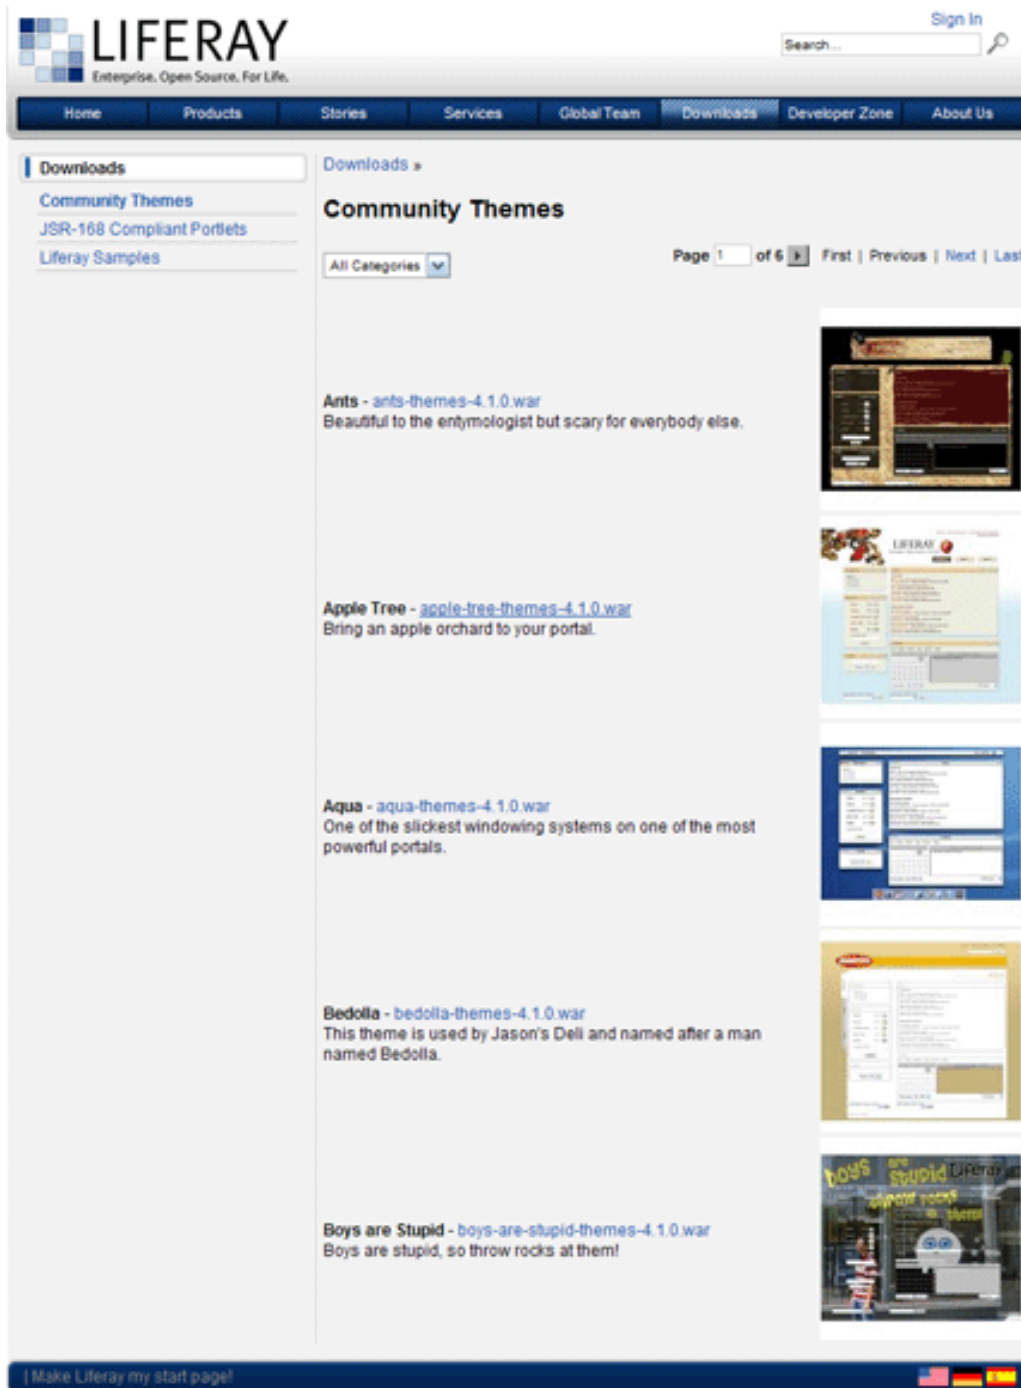 Sign In
LIFERAY
Enterprise. Open Source. For Life.
Search...
Home Products Stories Services Global Team Downloads Developer Zone About Us
Downloads
Community Themes
JSR-168 Compliant Portlets
Liferay Samples
Downloads »
Community Themes
All Categories
Page 1 of 6 First | Previous | Next | Last
Ants - ants-themes-4.1.0.war
Beautiful to the entymologist but scary for everybody else.
LIFERAY
Apple Tree - apple-tree-themes-4.1.0.war
Bring an apple orchard to your portal.
Aqua - aqua-themes-4.1.0.war
One of the slickest windowing systems on one of the most
powerful portals.
Bedolla - bedolla-themes-4.1.0.war
This theme is used by Jason's Deli and named after a man
named Bedolla.
boys are stupid Liferay
throw rocks
at them!
Boys are Stupid - boys-are-stupid-themes-4.1.0.war
Boys are stupid, so throw rocks at them!
| Make Liferay my start page!